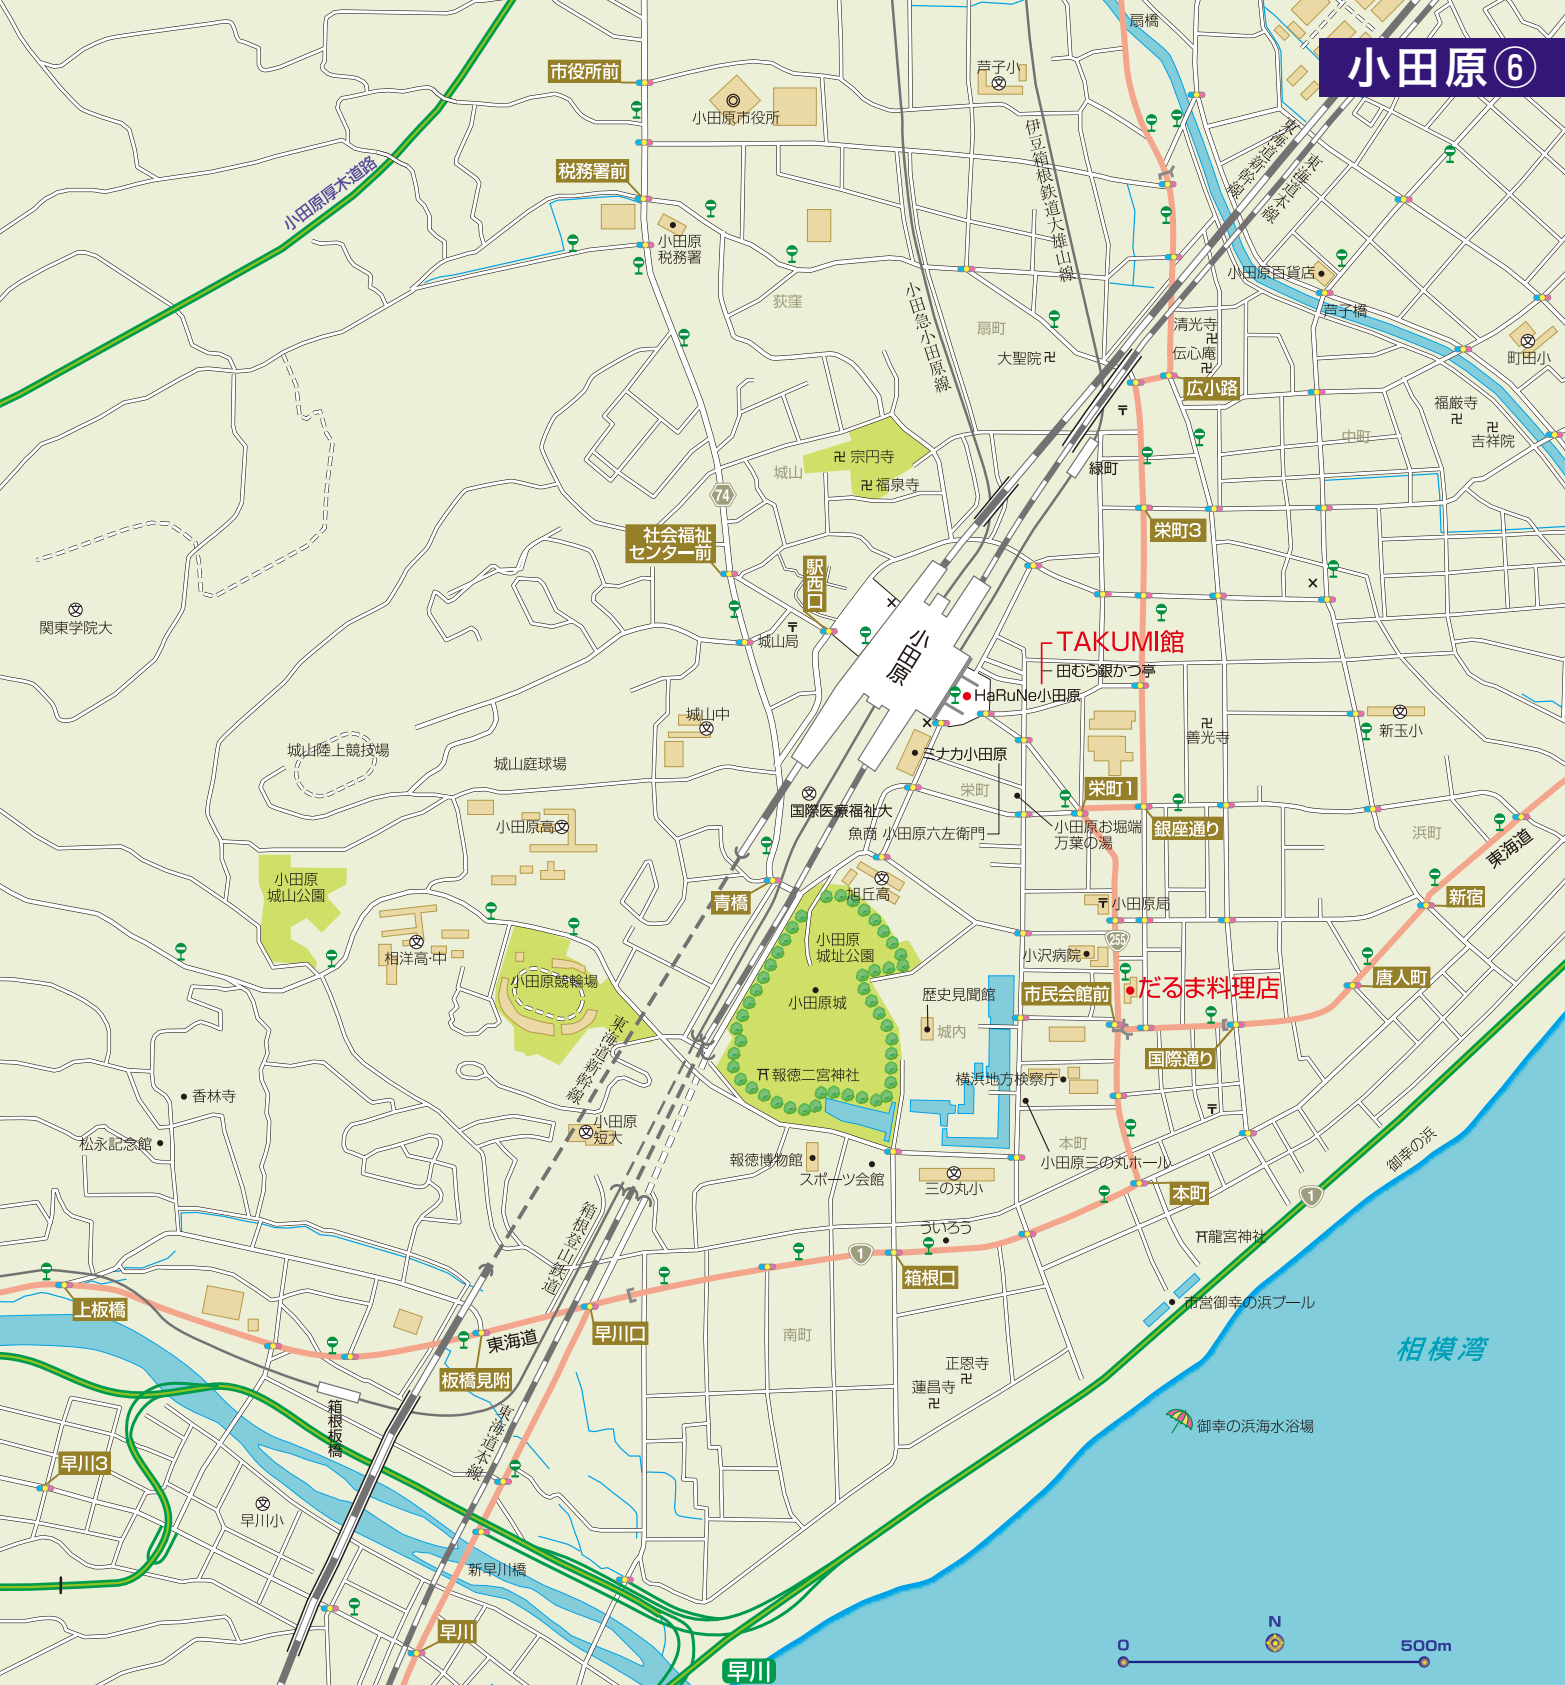 小田原⑥
扇橋
市役所前
芦子小
小田原市役所
伊豆箱根鉄道大雄山線
東海道新幹線
東海道本線
税務署前
小田原厚木道路
小田原
税務署
小田原百貨店
荻窪
小田急小田原線
扇町
芦子橋
清光寺
伝心庵
大聖院
町田小
広小路
福厳寺
吉祥院
中町
宗円寺
城山
福泉寺
緑町
74
社会福祉
センター前
栄町3
駅西口
関東学院大
城山局
小田原
TAKUMI館
田むら銀かつ亭
HaRuNe小田原
城山中
新玉小
善光寺
城山陸上競技場
城山庭球場
ミナカ小田原
国際医療福祉大
栄町
栄町1
小田原高
魚商 小田原六左衛門
小田原お堀端
万葉の湯
銀座通り
浜町
東海道
小田原
城山公園
青橋
旭丘高
小田原局
新宿
相洋高・中
小田原
城址公園
255
小沢病院
唐人町
小田原競輪場
小田原城
歴史見聞館
市民会館前
だるま料理店
東海道新幹線
城内
国際通り
報徳二宮神社
横浜地方検察庁
香林寺
小田原
短大
松永記念館
本町
御幸の浜
報徳博物館
スポーツ会館
三の丸小
小田原三の丸ホール
本町
1
箱根登山鉄道
ういろう
龍宮神社
1
箱根口
上板橋
市営御幸の浜プール
早川口
東海道
南町
相模湾
板橋見附
正恩寺
蓮昌寺
箱根板橋
東海道本線
御幸の浜海水浴場
早川3
早川小
新早川橋
早川
早川
N
0
500m